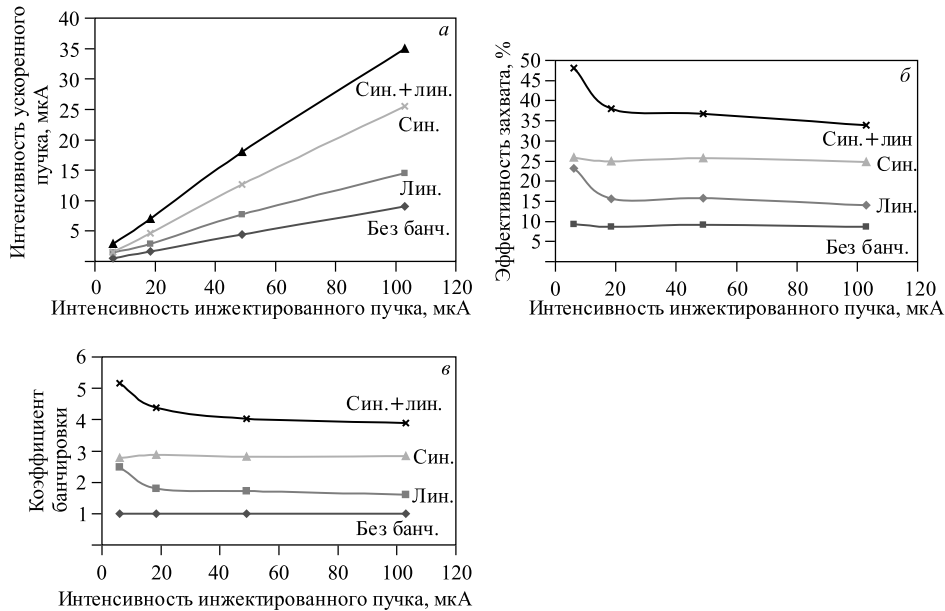 Интенсивность ускоренного
пучка, мкА
40
35
30
25
20
15
10
5
а
Син.+лин.
Син.
Лин.
Без банч.
0 20 40 60 80 100 120
Интенсивность инжектированного пучка, мкА
Эффективность захвата, %
50
45
40
35
30
25
20
15
10
5
б
Син.+лин
Син.
Лин.
Без банч.
0 20 40 60 80 100 120
Интенсивность инжектированного пучка, мкА
Коэффициент
банчировки
6
5
4
3
2
1
в
Син.+лин.
Син.
Лин.
Без банч.
0 20 40 60 80 100 120
Интенсивность инжектированного пучка, мкА